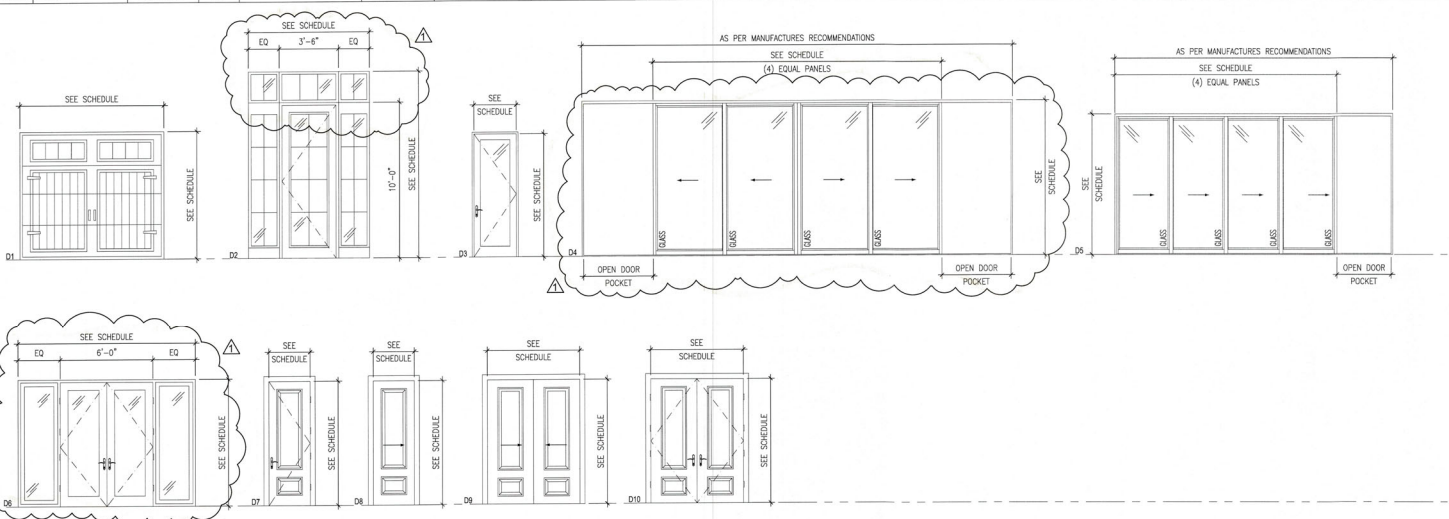 SEE SCHEDULE
SEE SCHEDULE
D1
SEE SCHEDULE
EQ 3'-6" EQ
1
10'-0"
SEE SCHEDULE
D2
SEE
SCHEDULE
SEE SCHEDULE
D3
AS PER MANUFACTURES RECOMMENDATIONS
SEE SCHEDULE
(4) EQUAL PANELS
GLASS
GLASS
GLASS
GLASS
SEE
SCHEDULE
D4
OPEN DOOR
POCKET
OPEN DOOR
POCKET
1
AS PER MANUFACTURES RECOMMENDATIONS
SEE SCHEDULE
(4) EQUAL PANELS
SEE
SCHEDULE
GLASS
GLASS
GLASS
GLASS
D5
OPEN DOOR
POCKET
SEE SCHEDULE
EQ 6'-0" EQ
1
SEE SCHEDULE
D6
SEE
SCHEDULE
SEE SCHEDULE
D7
SEE
SCHEDULE
SEE SCHEDULE
D8
SEE
SCHEDULE
SEE SCHEDULE
D9
SEE
SCHEDULE
SEE SCHEDULE
D10